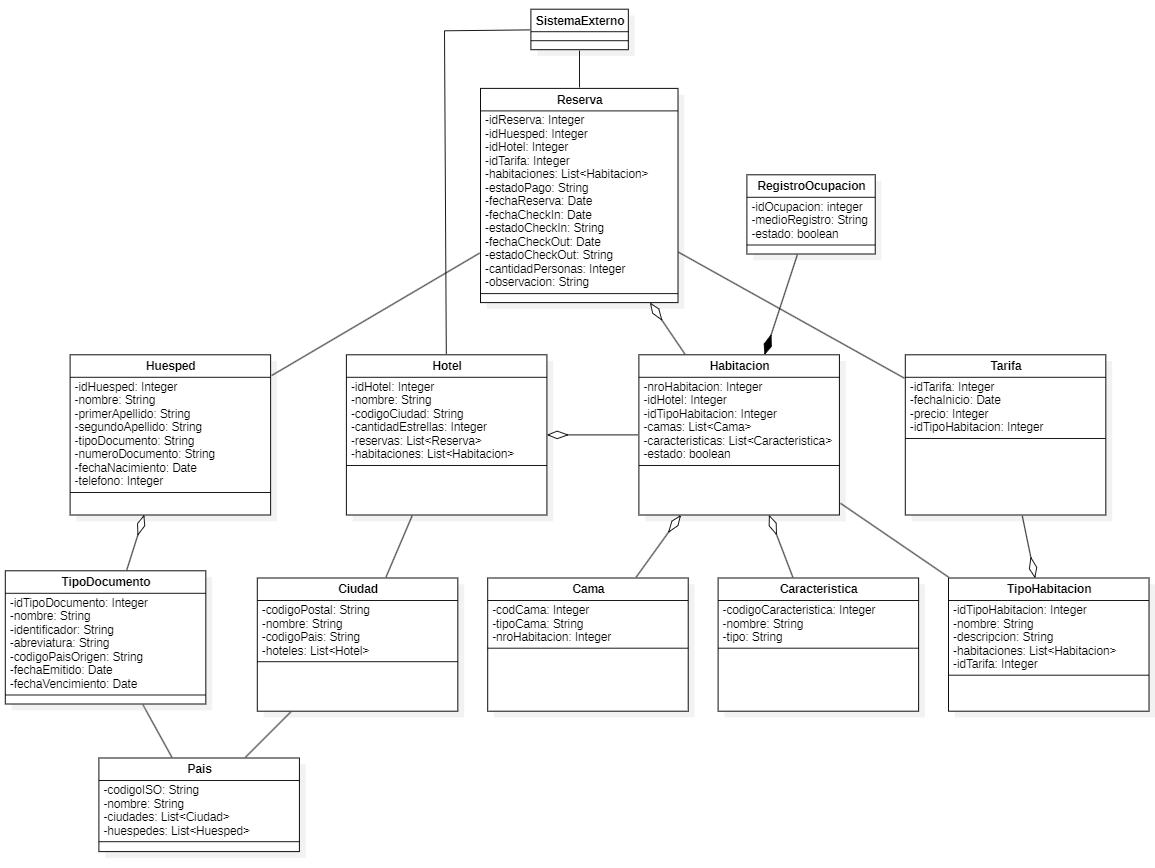 SistemaExterno
Reserva
-idReserva: Integer
-idHuesped: Integer
-idHotel: Integer
-idTarifa: Integer
-habitaciones: List<Habitacion>
-estadoPago: String
-fechaReserva: Date
-fechaCheckIn: Date
-estadoCheckIn: String
-fechaCheckOut: Date
-estadoCheckOut: String
-cantidadPersonas: Integer
-observacion: String
RegistroOcupacion
-idOcupacion: integer
-medioRegistro: String
-estado: boolean
Huesped
-idHuesped: Integer
-nombre: String
-primerApellido: String
-segundoApellido: String
-tipoDocumento: String
-numeroDocumento: String
-fechaNacimiento: Date
-telefono: Integer
Hotel
-idHotel: Integer
-nombre: String
-codigoCiudad: String
-cantidadEstrellas: Integer
-reservas: List<Reserva>
-habitaciones: List<Habitacion>
Habitacion
-nroHabitacion: Integer
-idHotel: Integer
-idTipoHabitacion: Integer
-camas: List<Cama>
-caracteristicas: List<Caracteristica>
-estado: boolean
Tarifa
-idTarifa: Integer
-fechaInicio: Date
-precio: Integer
-idTipoHabitacion: Integer
TipoDocumento
-idTipoDocumento: Integer
-nombre: String
-identificador: String
-abreviatura: String
-codigoPaisOrigen: String
-fechaEmitido: Date
-fechaVencimiento: Date
Ciudad
-codigoPostal: String
-nombre: String
-codigoPais: String
-hoteles: List<Hotel>
Cama
-codCama: Integer
-tipoCama: String
-nroHabitacion: Integer
Caracteristica
-codigoCaracteristica: Integer
-nombre: String
-tipo: String
TipoHabitacion
-idTipoHabitacion: Integer
-nombre: String
-descripcion: String
-habitaciones: List<Habitacion>
-idTarifa: Integer
Pais
-codigoISO: String
-nombre: String
-ciudades: List<Ciudad>
-huespedes: List<Huesped>